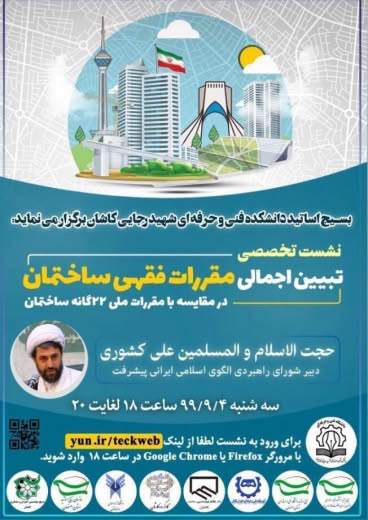 بسیج اساتید دانشکده فنی و حرفه ای شهید رجایی کاشان برگزار می نماید:
نشست تخصصی
تبیین اجمالی مقررات فقهی ساختمان
در مقایسه با مقررات ملی ۲۲گانه ساختمان
حجت الاسلام و المسلمین علی کشوری
دبیر شورای راهبردی الگوی اسلامی ایرانی پیشرفت
سه شنبه ۹۹/۹/۴ ساعت ۱۸ لغایت ۲۰
برای ورود به نشست لطفا از لینک yun.ir/teckweb
با مرورگر Firefox یا Google Chrome در ساعت ۱۸ وارد شوید.